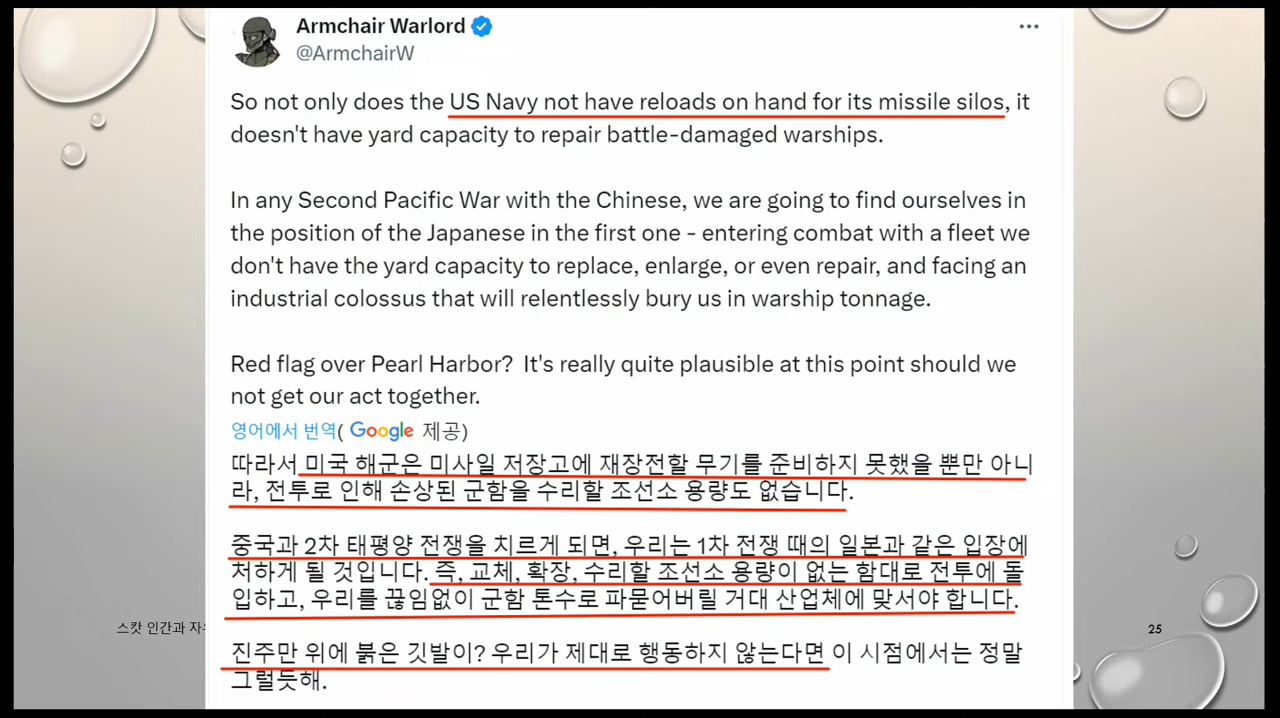 Armchair Warlord
@ArmchairW
So not only does the US Navy not have reloads on hand for its missile silos, it
doesn't have yard capacity to repair battle-damaged warships.
In any Second Pacific War with the Chinese, we are going to find ourselves in
the position of the Japanese in the first one - entering combat with a fleet we
don't have the yard capacity to replace, enlarge, or even repair, and facing an
industrial colossus that will relentlessly bury us in warship tonnage.
Red flag over Pearl Harbor? It's really quite plausible at this point should we
not get our act together.
영어에서 번역( Google 제공)
따라서 미국 해군은 미사일 저장고에 재장전할 무기를 준비하지 못했을 뿐만 아니
라, 전투로 인해 손상된 군함을 수리할 조선소 용량도 없습니다.
중국과 2차 태평양 전쟁을 치르게 되면, 우리는 1차 전쟁 때의 일본과 같은 입장에
처하게 될 것입니다. 즉, 교체, 확장, 수리할 조선소 용량이 없는 함대로 전투에 돌
입하고, 우리를 끊임없이 군함 톤수로 파묻어버릴 거대 산업체에 맞서야 합니다.
스캇 인간과 자
25
진주만 위에 붉은 깃발이? 우리가 제대로 행동하지 않는다면 이 시점에서는 정말
그럴듯해.